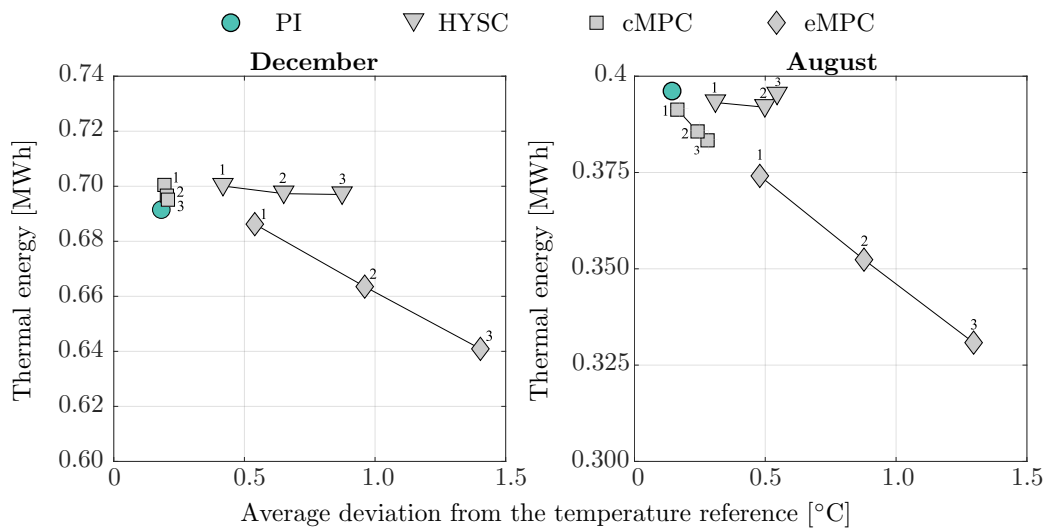 PI HYSC cMPC eMPC
December
August
Thermal energy [MWh]
0.74
0.72
0.70
0.68
0.66
0.64
0.62
0.60
0 0.5 1.0 1.5
1
2
3
1 2 3
1
2
3
Thermal energy [MWh]
0.4
0.375
0.350
0.325
0.300
0 0.5 1.0 1.5
1
2
3
1 2 3
1
2
3
Average deviation from the temperature reference [°C]